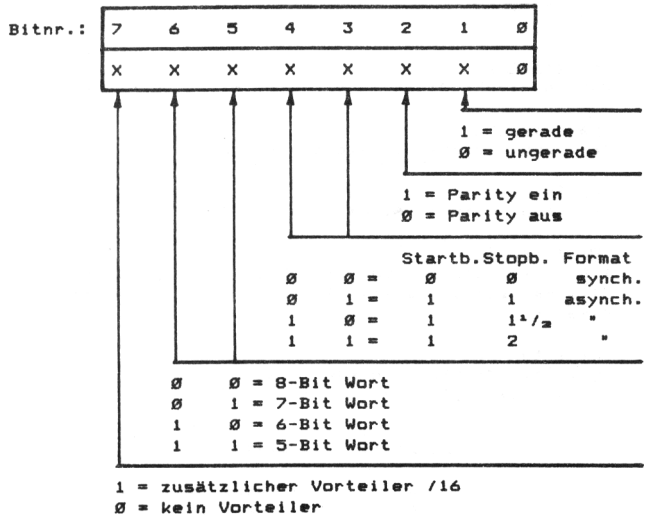 Bitnr.: 7 6 5 4 3 2 1 Ø
X X X X X X X Ø
1 = gerade
Ø = ungerade
1 = Parity ein
Ø = Parity aus
Startb. Stopb. Format
Ø Ø = Ø Ø synch.
Ø 1 = 1 1 asynch.
1 Ø = 1 1¹/₂ "
1 1 = 1 2 "
Ø Ø = 8-Bit Wort
Ø 1 = 7-Bit Wort
1 Ø = 6-Bit Wort
1 1 = 5-Bit Wort
1 = zusätzlicher Vorteiler /16
Ø = kein Vorteiler